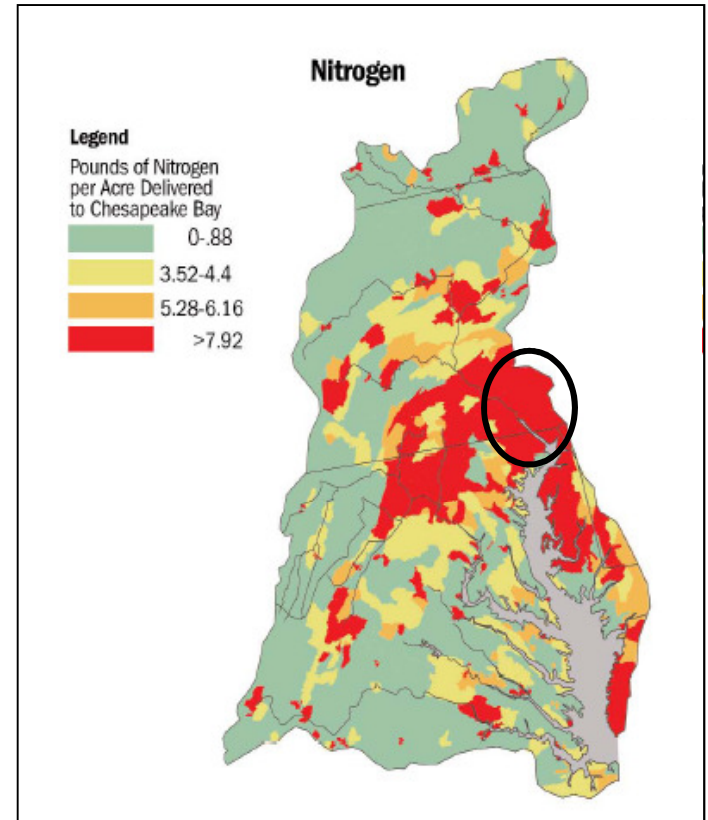 Nitrogen
Legend
Pounds of Nitrogen
per Acre Delivered
to Chesapeake Bay
0-.88
3.52-4.4
5.28-6.16
>7.92